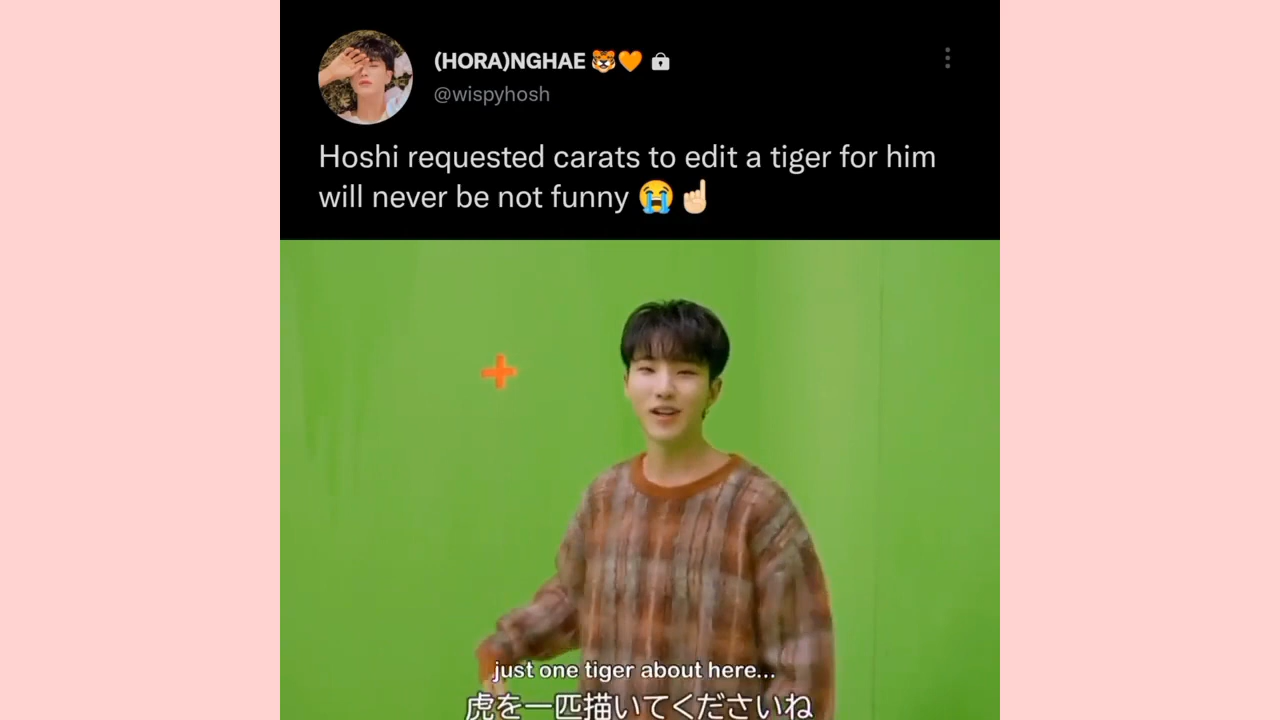 (HORA)NGHAE 🐯🧡 🔒
@wispyhosh
Hoshi requested carats to edit a tiger for him
will never be not funny 😭☝🏻
just one tiger about here...
虎を一匹描いてくださいね